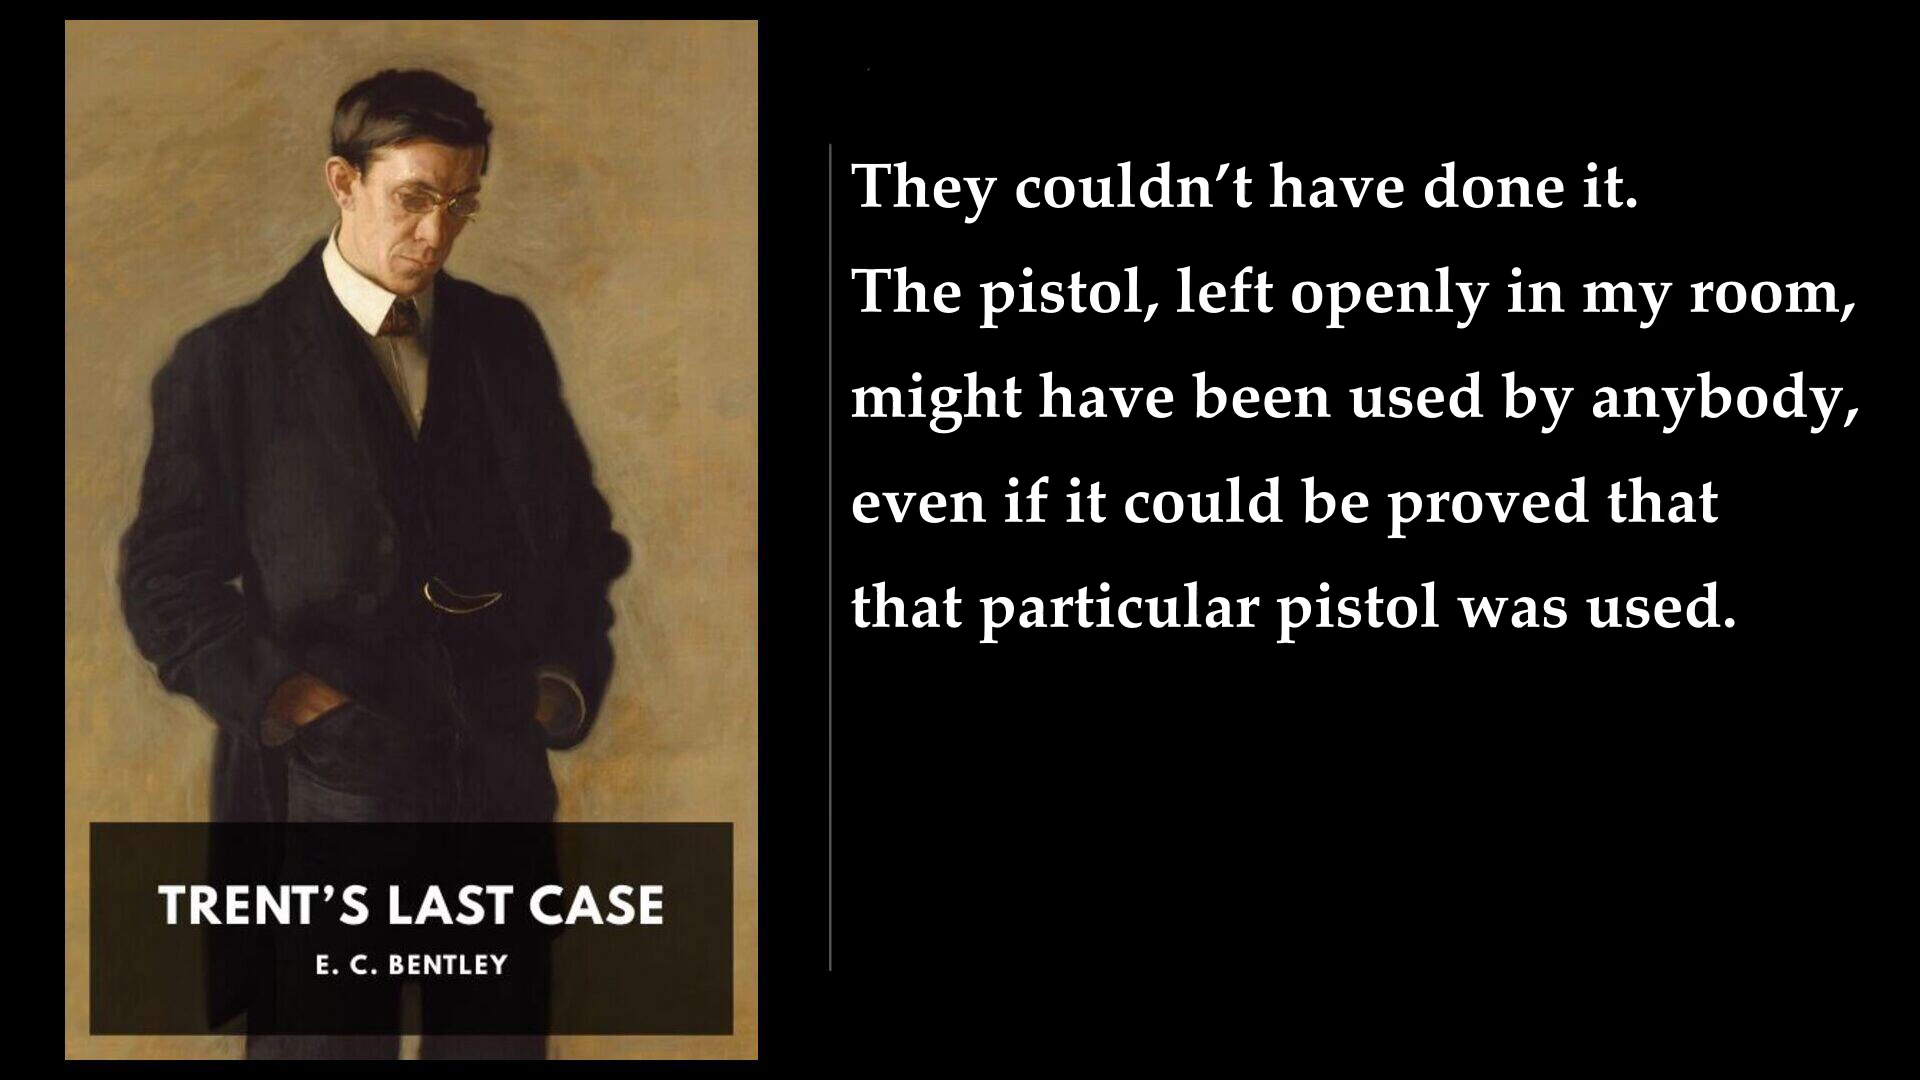 They couldn’t have done it.
The pistol, left openly in my room,
might have been used by anybody,
even if it could be proved that
that particular pistol was used.
TRENT’S LAST CASE
E. C. BENTLEY